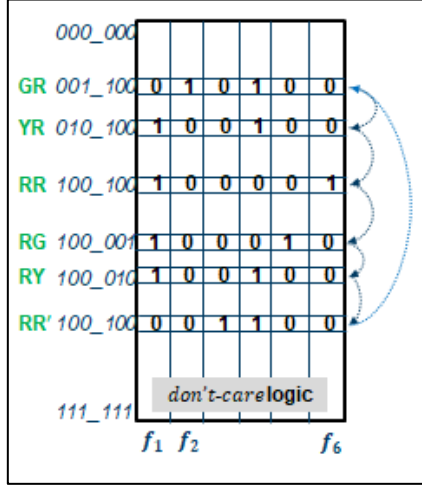 000_000
GR 001_100 0 1 0 1 0 0
YR 010_100 1 0 0 1 0 0
RR 100_100 1 0 0 0 0 1
RG 100_001 1 0 0 0 1 0
RY 100_010 1 0 0 1 0 0
RR' 100_100 0 0 1 1 0 0
don't-care logic
111_111
f₁ f₂ f₆